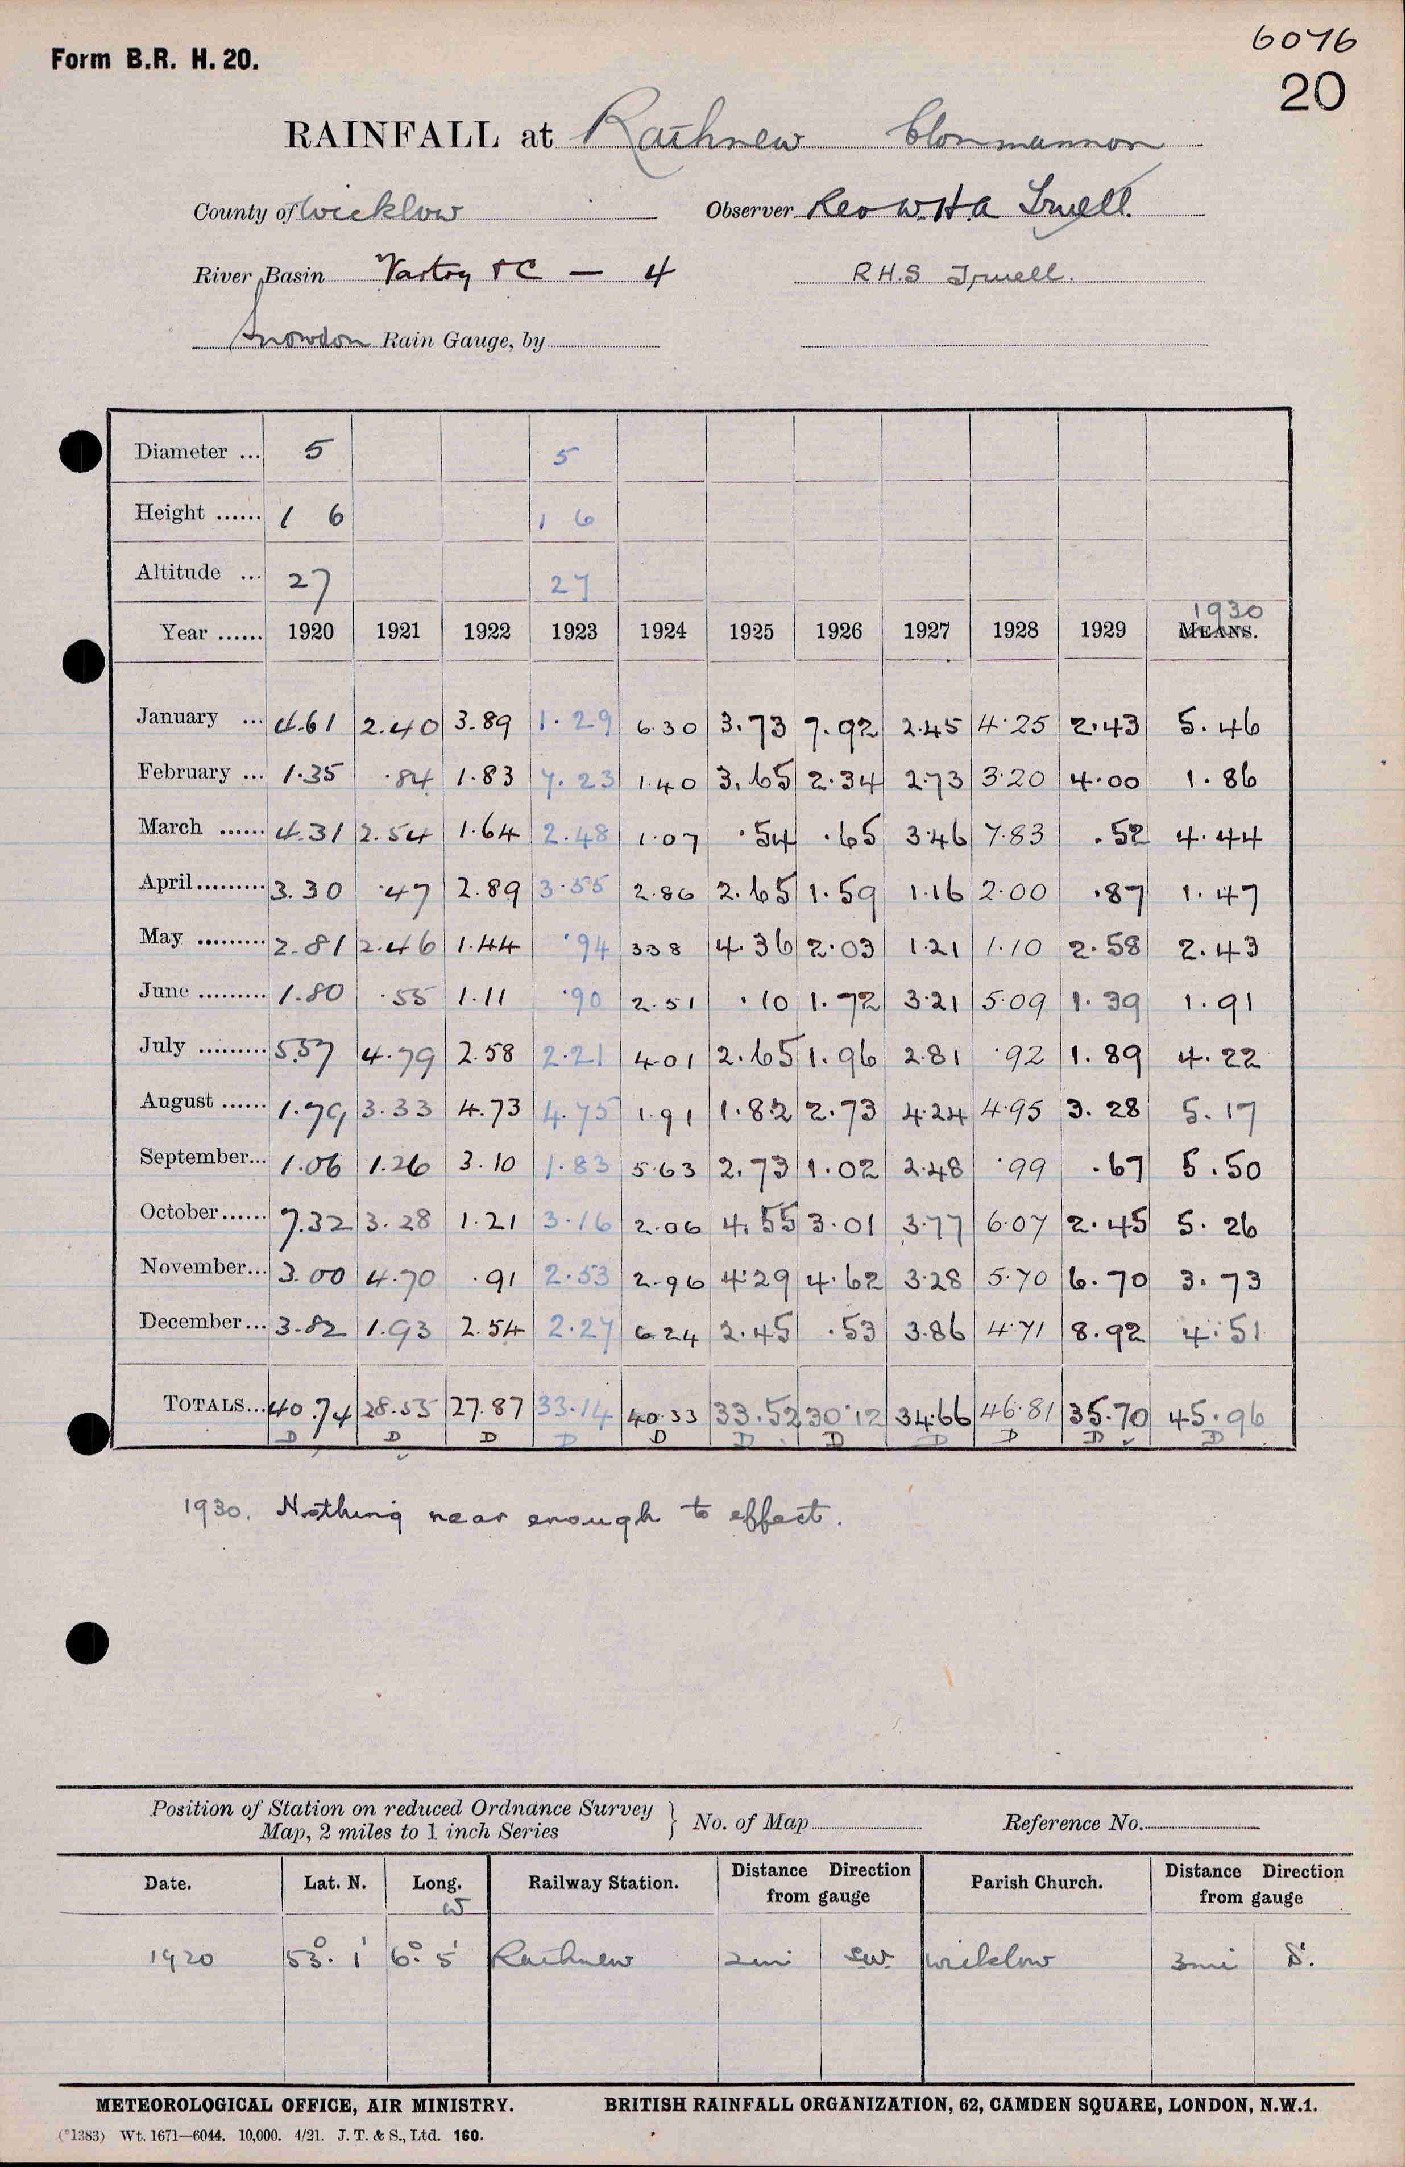 6076
Form B.R. H. 20.
20
RAINFALL at Rathnew Clonmannon
County of Wicklow Observer Rev W.H.A Truell
River Basin Vartry &C — 4 R.H.S Truell.
Snowdon Rain Gauge, by
Diameter ... 5 5
Height ...... 1 6 1 6
Altitude ... 27 27
1930
Year ...... 1920 1921 1922 1923 1924 1925 1926 1927 1928 1929 MEANS.
January ... 4.61 2.40 3.89 1.29 6.30 3.73 7.92 2.45 4.25 2.43 5.46
February ... 1.35 .84 1.83 7.23 1.40 3.65 2.34 2.73 3.20 4.00 1.86
March ...... 4.31 2.54 1.64 2.48 1.07 .54 .65 3.46 7.83 .52 4.44
April......... 3.30 .47 2.89 3.55 2.86 2.65 1.59 1.16 2.00 .87 1.47
May ......... 2.81 2.46 1.44 .94 3.38 4.36 2.03 1.21 1.10 2.58 2.43
June ......... 1.80 .55 1.11 .90 2.51 .10 1.72 3.21 5.09 1.39 1.91
July ......... 5.37 4.79 2.58 2.21 4.01 2.65 1.96 2.81 .92 1.89 4.22
August ...... 1.79 3.33 4.73 4.75 1.91 1.82 2.73 4.24 4.95 3.28 5.17
September... 1.06 1.26 3.10 1.83 5.63 2.73 1.02 2.48 .99 .67 5.50
October...... 7.32 3.28 1.21 3.16 2.06 4.55 3.01 3.77 6.07 2.45 5.26
November... 3.00 4.70 .91 2.53 2.96 4.29 4.62 3.28 5.70 6.70 3.73
December... 3.82 1.93 2.54 2.27 6.24 2.45 .53 3.86 4.71 8.92 4.51
TOTALS... 40.74 28.55 27.87 33.14 40.33 33.52 30.12 34.66 46.81 35.70 45.96
D D D D D D D D D D D
1930. Nothing near enough to effect.
Position of Station on reduced Ordnance Survey
Map, 2 miles to 1 inch Series } No. of Map Reference No.
Date. Lat. N. Long. W Railway Station. Distance Direction from gauge Parish Church. Distance Direction from gauge
1920 53° 1' 6° 5' Rathnew 2mi SW. Wicklow 3mi S.
METEOROLOGICAL OFFICE, AIR MINISTRY. BRITISH RAINFALL ORGANIZATION, 62, CAMDEN SQUARE, LONDON, N.W.1.
(*1383) Wt. 1671—6044. 10,000. 4/21. J. T. & S., Ltd. 160.